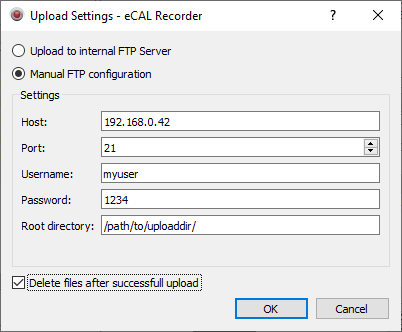 Upload Settings - eCAL Recorder
Upload to internal FTP Server
Manual FTP configuration
Settings
Host: 192.168.0.42
Port: 21
Username: myuser
Password: 1234
Root directory: /path/to/uploaddir/
Delete files after successfull upload
OK Cancel